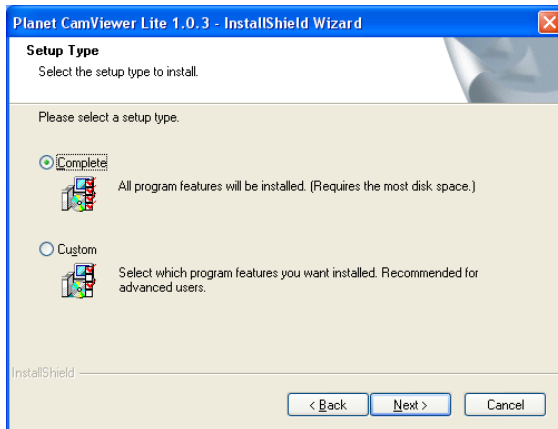 Planet CamViewer Lite 1.0.3 - InstallShield Wizard
Setup Type
Select the setup type to install.
Please select a setup type.
Complete
All program features will be installed. (Requires the most disk space.)
Custom
Select which program features you want installed. Recommended for
advanced users.
InstallShield
< Back
Next >
Cancel